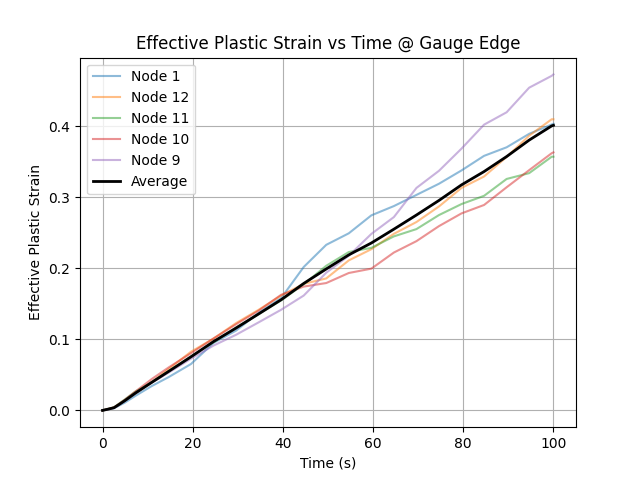 Effective Plastic Strain vs Time @ Gauge Edge
Node 1
Node 12
Node 11
Node 10
Node 9
Average
Effective Plastic Strain
0.4
0.3
0.2
0.1
0.0
0 20 40 60 80 100
Time (s)